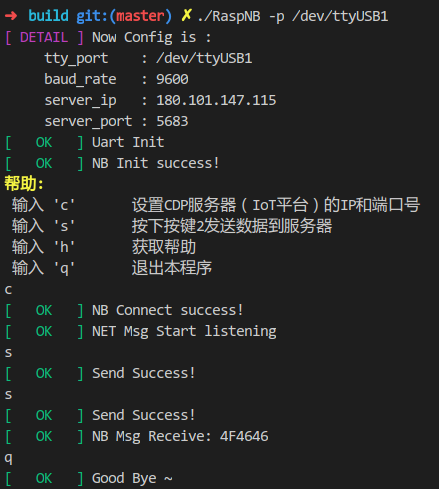 ➜ build git:(master) ✗ ./RaspNB -p /dev/ttyUSB1
[ DETAIL ] Now Config is :
tty_port : /dev/ttyUSB1
baud_rate : 9600
server_ip : 180.101.147.115
server_port : 5683
[ OK ] Uart Init
[ OK ] NB Init success!
帮助:
输入 'c' 设置CDP服务器(IoT平台)的IP和端口号
输入 's' 按下按键2发送数据到服务器
输入 'h' 获取帮助
输入 'q' 退出本程序
c
[ OK ] NB Connect success!
[ OK ] NET Msg Start listening
s
[ OK ] Send Success!
s
[ OK ] Send Success!
[ OK ] NB Msg Receive: 4F4646
q
[ OK ] Good Bye ~